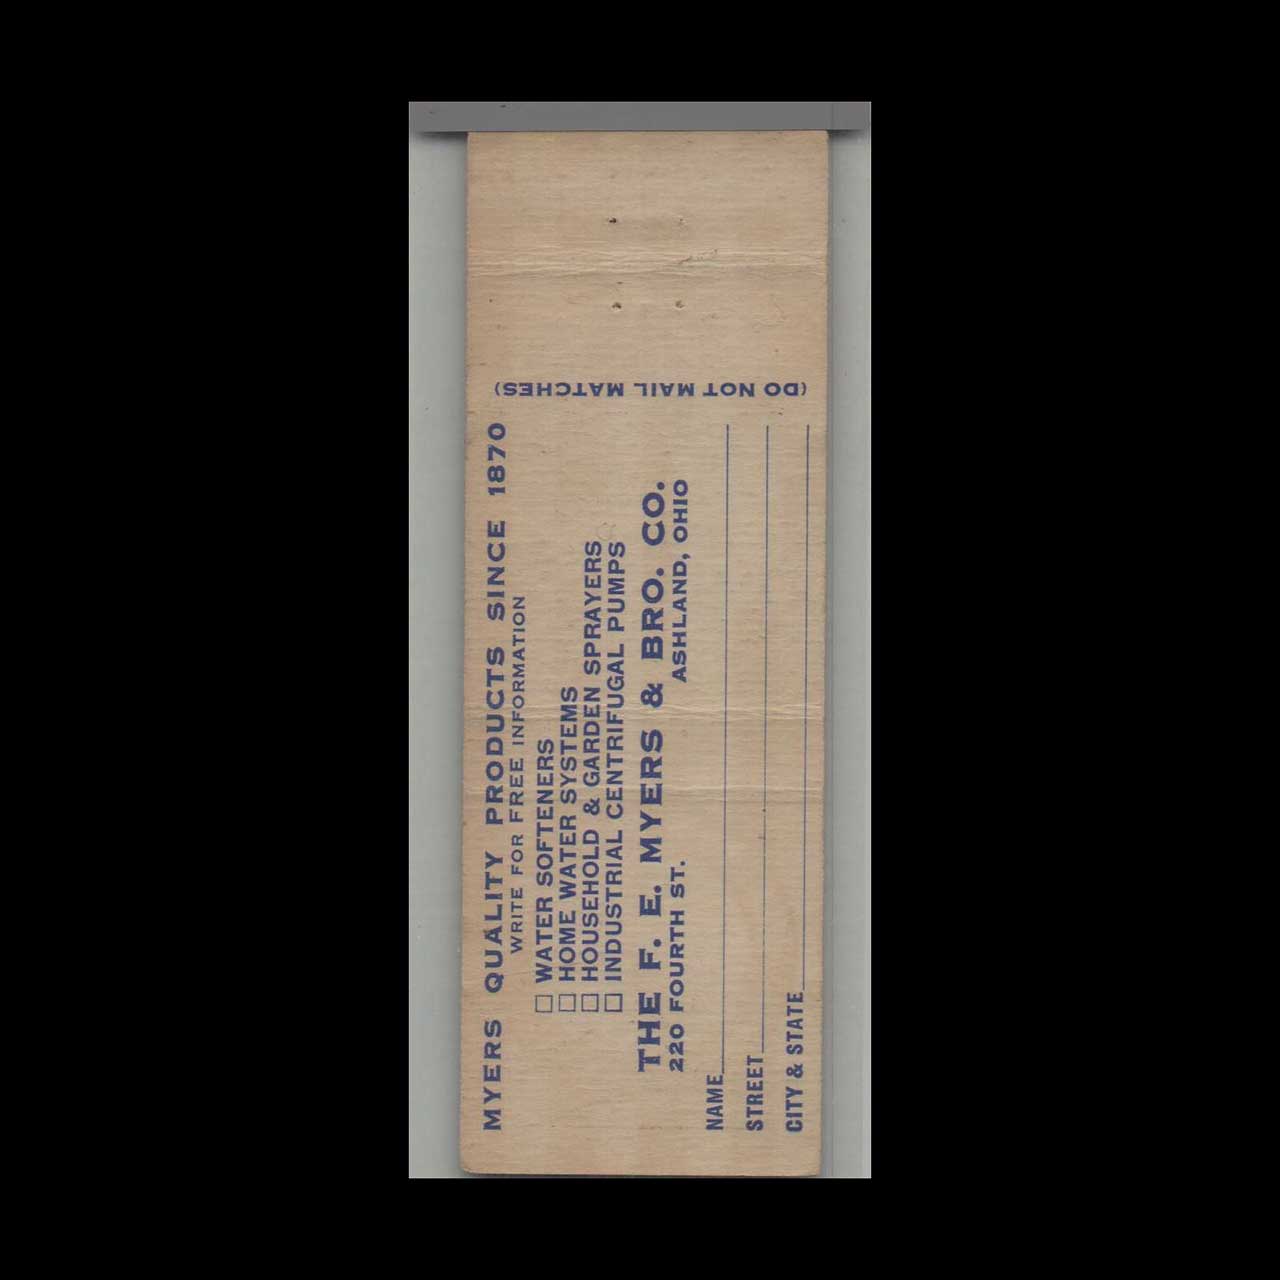 MYERS QUALITY PRODUCTS SINCE 1870
WRITE FOR FREE INFORMATION
☐ WATER SOFTENERS
☐ HOME WATER SYSTEMS
☐ HOUSEHOLD & GARDEN SPRAYERS
☐ INDUSTRIAL CENTRIFUGAL PUMPS
THE F. E. MYERS & BRO. CO.
220 FOURTH ST. ASHLAND, OHIO
NAME
STREET
CITY & STATE
(DO NOT MAIL MATCHES)